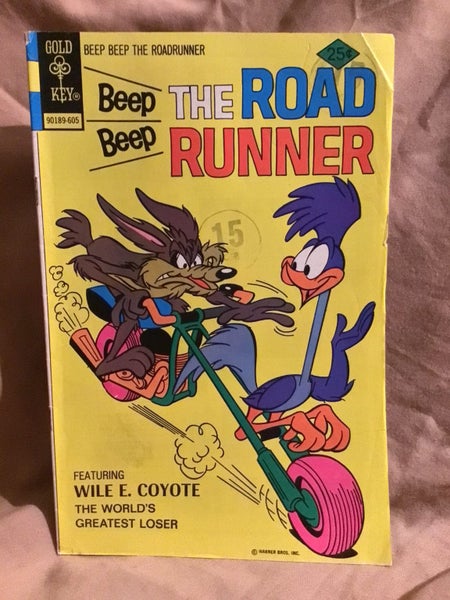 GOLD
KEY®
90189-605
BEEP BEEP THE ROADRUNNER
25¢
Beep
Beep
THE ROAD
RUNNER
15
FEATURING
WILE E. COYOTE
THE WORLD'S
GREATEST LOSER
© WARNER BROS. INC.